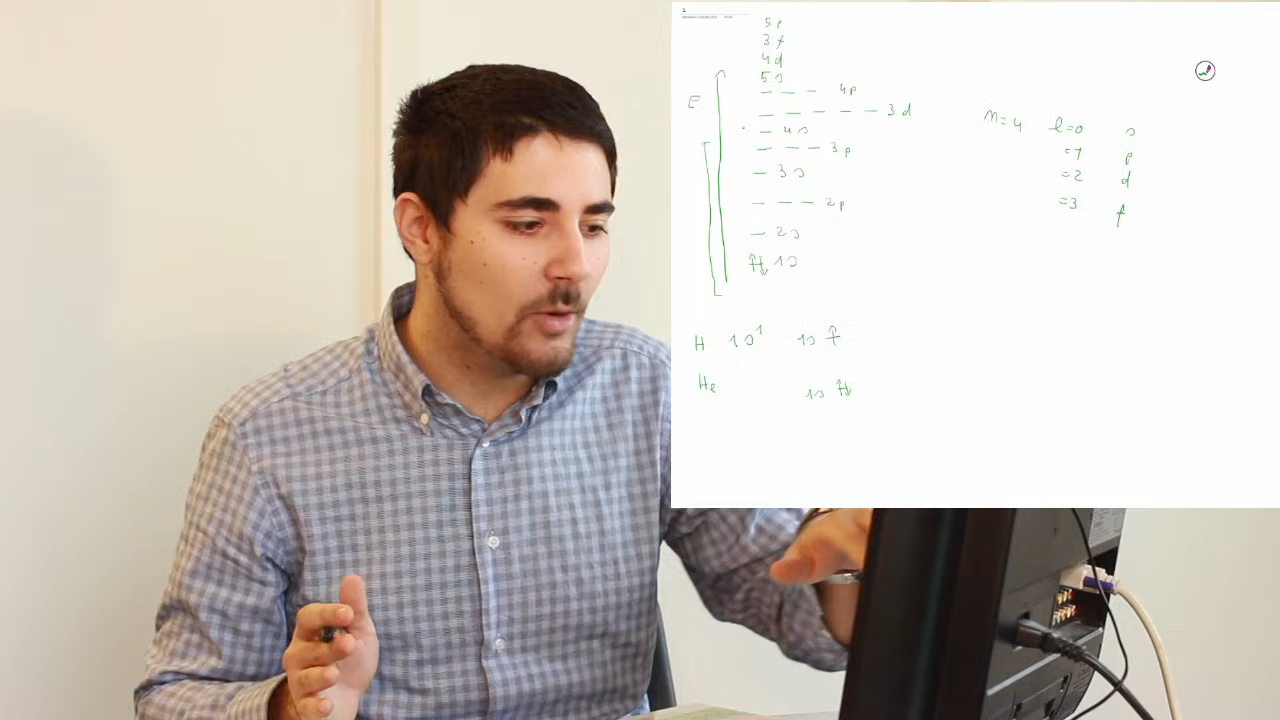 1
5p
3f
4d
5s
E
4p
3d
4s
3p
3s
2p
2s
1s
n=4 l=0 s
=1 p
=2 d
=3 f
H 1s¹ 1s ↑
He 1s ↑↓